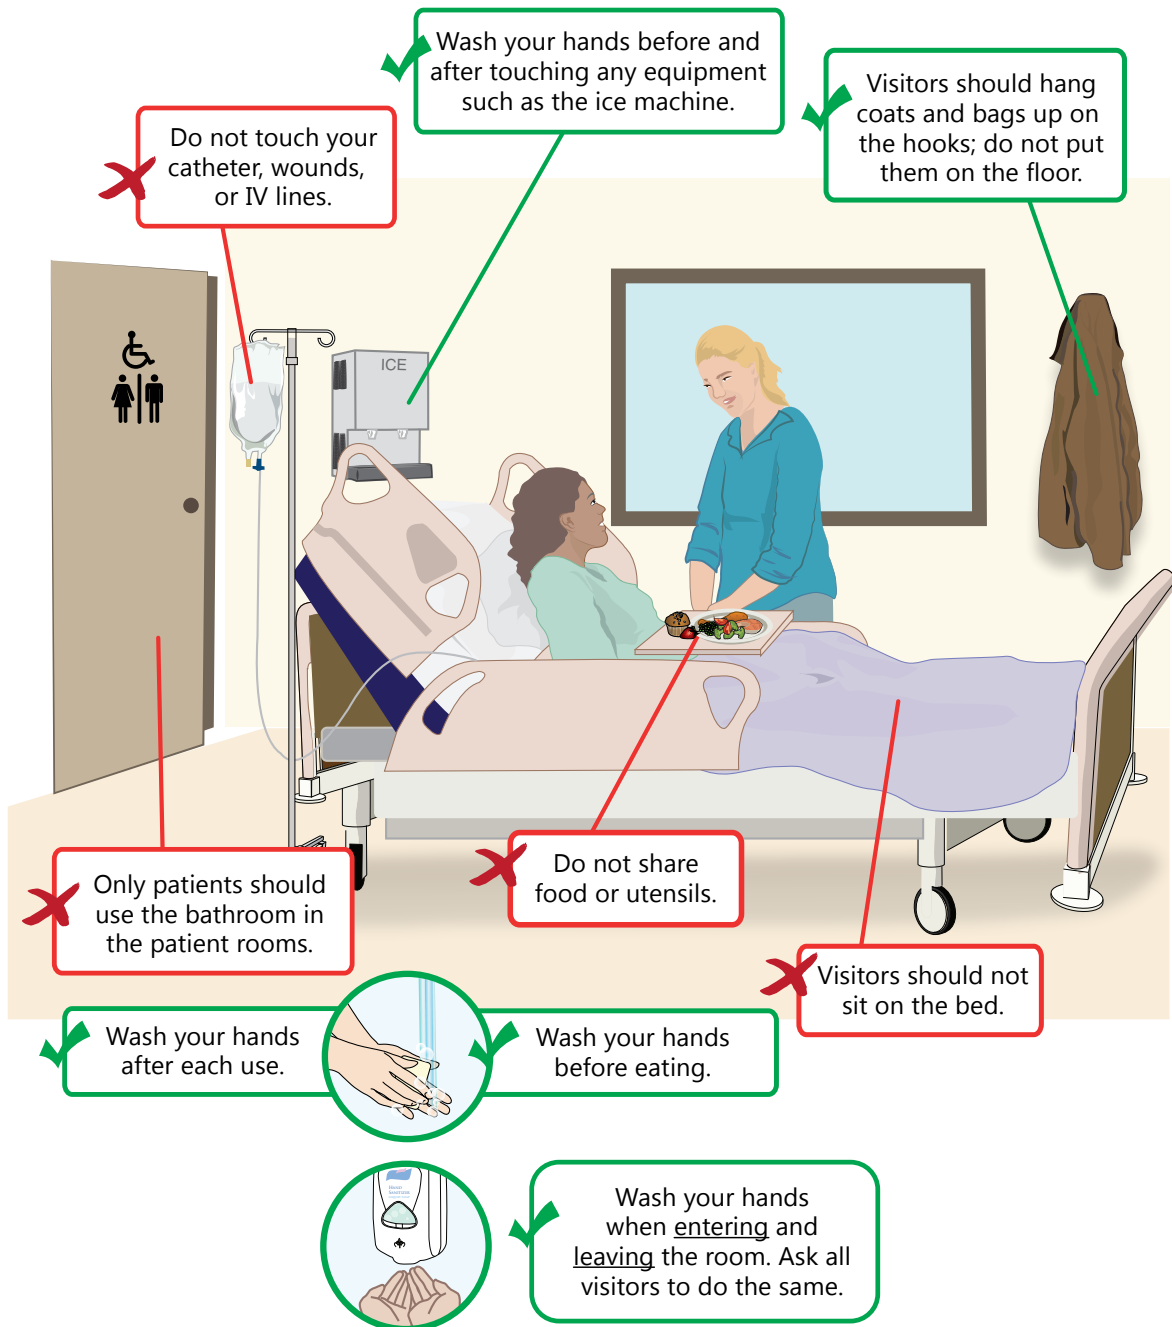 Wash your hands before and
after touching any equipment
such as the ice machine.
Visitors should hang
coats and bags up on
the hooks; do not put
them on the floor.
Do not touch your
catheter, wounds,
or IV lines.
ICE
Only patients should
use the bathroom in
the patient rooms.
Do not share
food or utensils.
Visitors should not
sit on the bed.
Wash your hands
after each use.
Wash your hands
before eating.
Wash your hands
when entering and
leaving the room. Ask all
visitors to do the same.